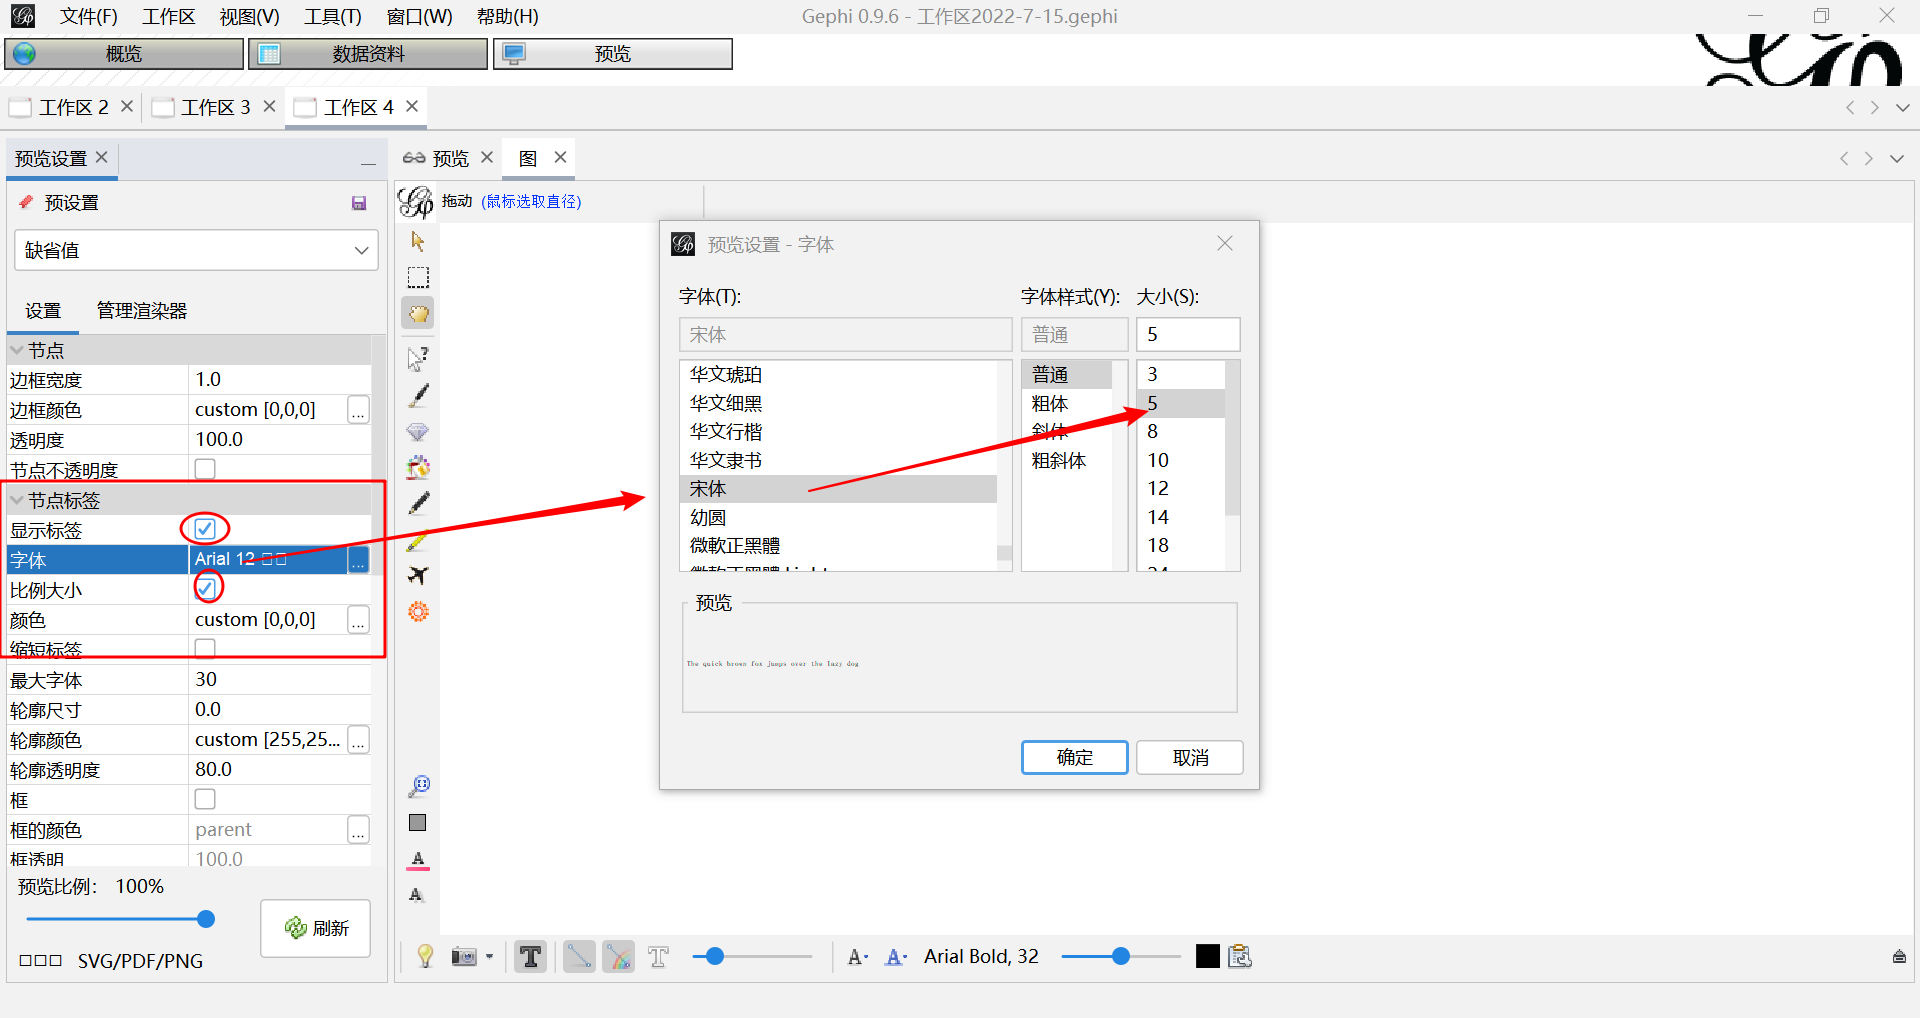 文件(F) 工作区 视图(V) 工具(T) 窗口(W) 帮助(H) Gephi 0.9.6 - 工作区2022-7-15.gephi
概览 数据资料 预览
工作区 2 工作区 3 工作区 4
预览设置
预设置
缺省值
设置 管理渲染器
节点
边框宽度 1.0
边框颜色 custom [0,0,0] ...
透明度 100.0
节点不透明度
节点标签
显示标签
字体 Arial 12 □□ ...
比例大小
颜色 custom [0,0,0] ...
缩短标签
最大字体 30
轮廓尺寸 0.0
轮廓颜色 custom [255,25... ...
轮廓透明度 80.0
框
框的颜色 parent ...
框透明 100.0
预览比例： 100%
刷新
□□□ SVG/PDF/PNG
预览 图
拖动 (鼠标选取直径)
预览设置 - 字体
字体(T): 字体样式(Y): 大小(S):
宋体 普通 5
华文琥珀
华文细黑
华文行楷
华文隶书
宋体
幼圆
微軟正黑體
微軟正黑體 Light
普通
粗体
斜体
粗斜体
3
5
8
10
12
14
18
24
预览
The quick brown fox jumps over the lazy dog
确定 取消
Arial Bold, 32